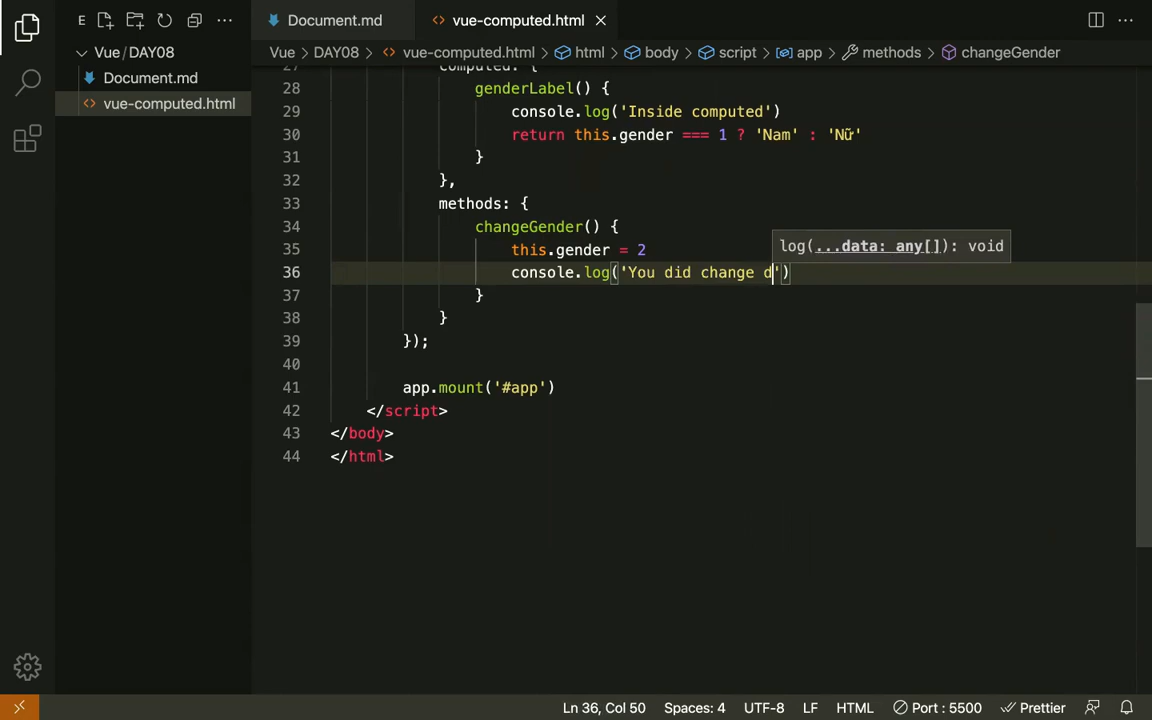 E
Document.md
vue-computed.html
Vue/DAY08
Document.md
vue-computed.html
Vue > DAY08 > vue-computed.html > html > body > script > app > methods > changeGender
27 computed: {
28 genderLabel() {
29 console.log('Inside computed')
30 return this.gender === 1 ? 'Nam' : 'Nữ'
31 }
32 },
33 methods: {
34 changeGender() {
35 this.gender = 2
log(...data: any[]): void
36 console.log('You did change d')
37 }
38 }
39 });
40
41 app.mount('#app')
42 </script>
43 </body>
44 </html>
Ln 36, Col 50 Spaces: 4 UTF-8 LF HTML Port : 5500 Prettier